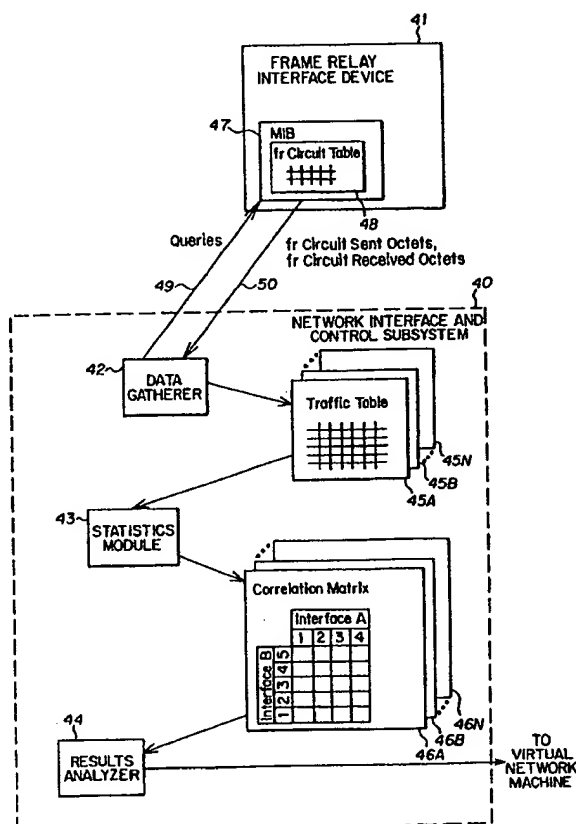 41
FRAME RELAY
INTERFACE DEVICE
47
MIB
fr Circuit Table
48
Queries
fr Circuit Sent Octets,
fr Circuit Received Octets
49
50
40
NETWORK INTERFACE AND
CONTROL SUBSYSTEM
42
DATA
GATHERER
Traffic Table
45N
45B
45A
43
STATISTICS
MODULE
Correlation Matrix
Interface A
1 2 3 4
Interface B
1 2 3 4 5
46N
46B
46A
44
RESULTS
ANALYZER
TO
VIRTUAL
NETWORK
MACHINE